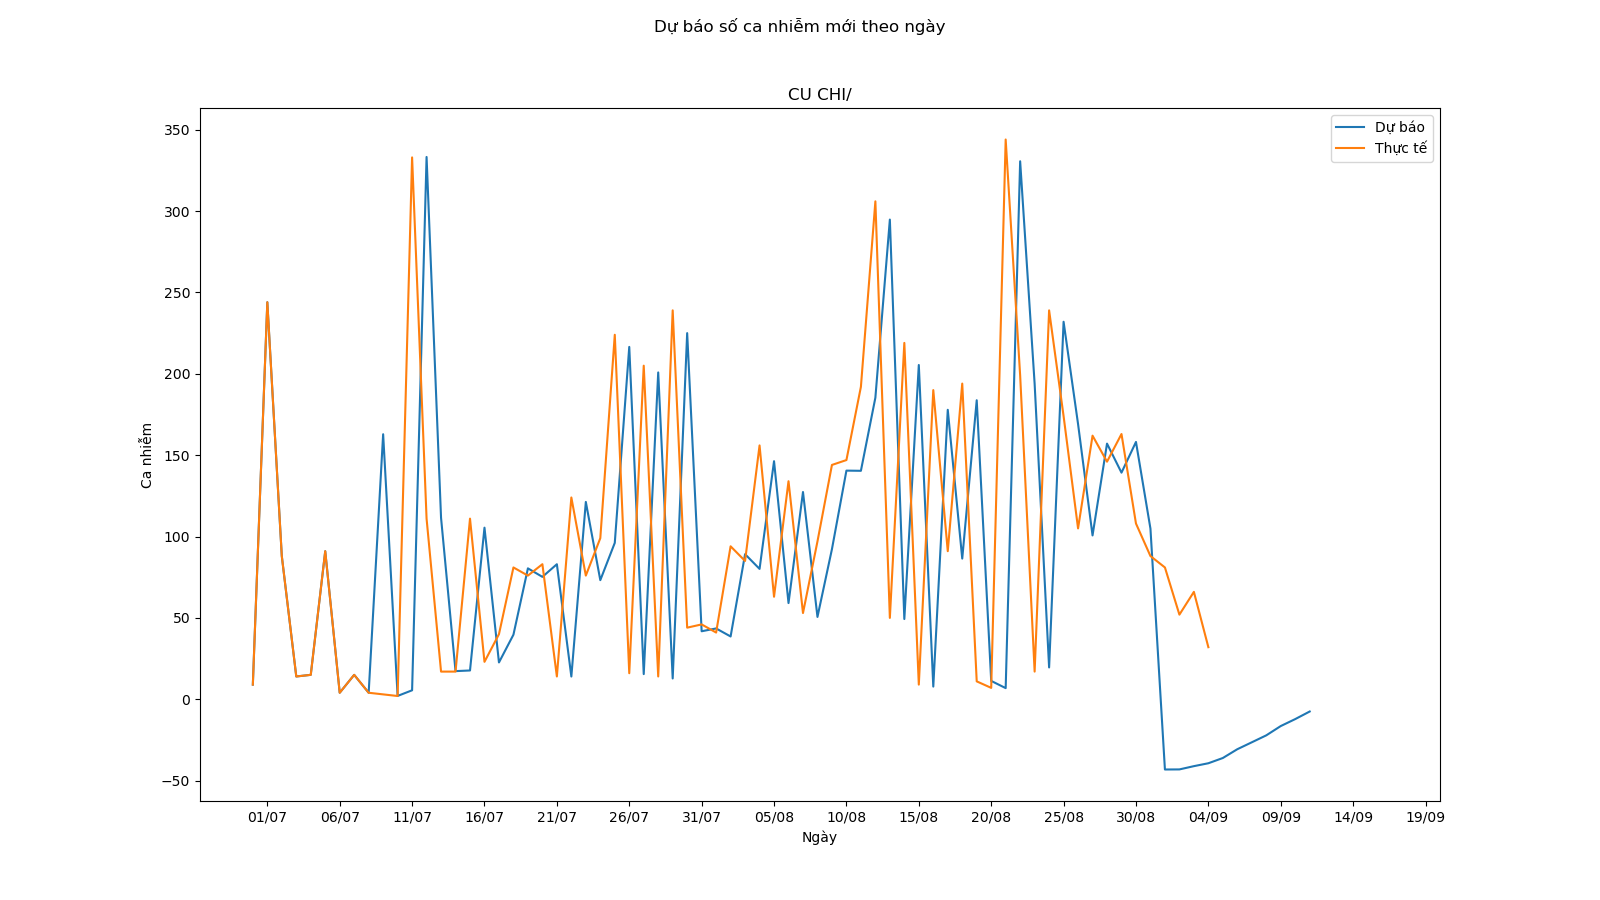 Dự báo số ca nhiễm mới theo ngày
CU CHI/
Dự báo
Thực tế
350
300
250
200
150
100
50
0
−50
Ca nhiễm
01/07 06/07 11/07 16/07 21/07 26/07 31/07 05/08 10/08 15/08 20/08 25/08 30/08 04/09 09/09 14/09 19/09
Ngày